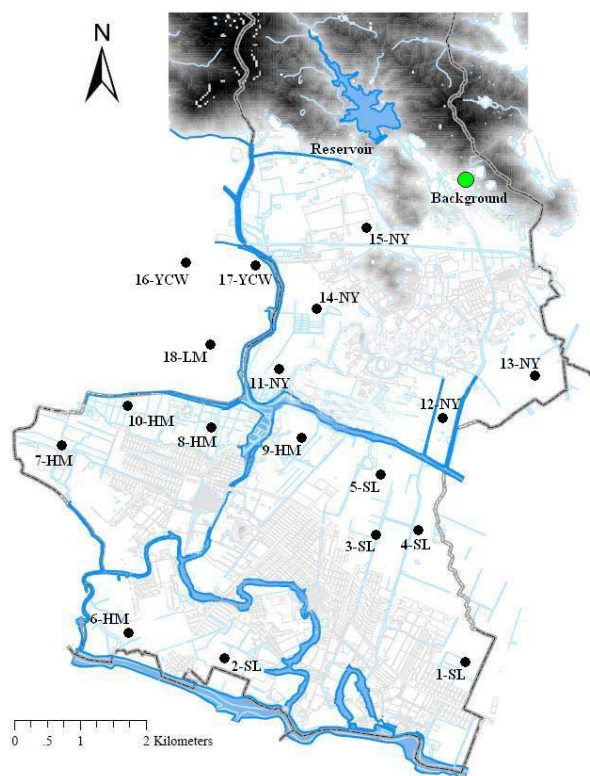 N
Reservoir
Background
15-NY
16-YCW
17-YCW
14-NY
18-LM
11-NY
13-NY
10-HM
12-NY
8-HM
9-HM
7-HM
5-SL
3-SL
4-SL
6-HM
2-SL
1-SL
0 .5 1 2 Kilometers